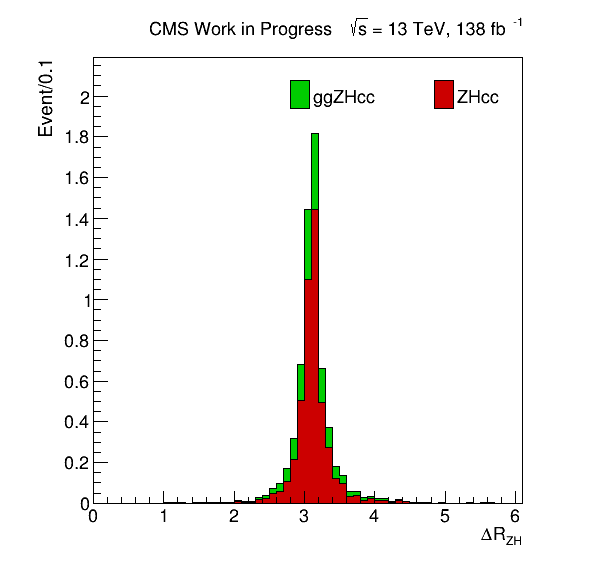 CMS Work in Progress √s = 13 TeV, 138 fb⁻¹
Event/0.1
ggZHcc ZHcc
2
1.8
1.6
1.4
1.2
1
0.8
0.6
0.4
0.2
0
0 1 2 3 4 5 6
ΔR_ZH